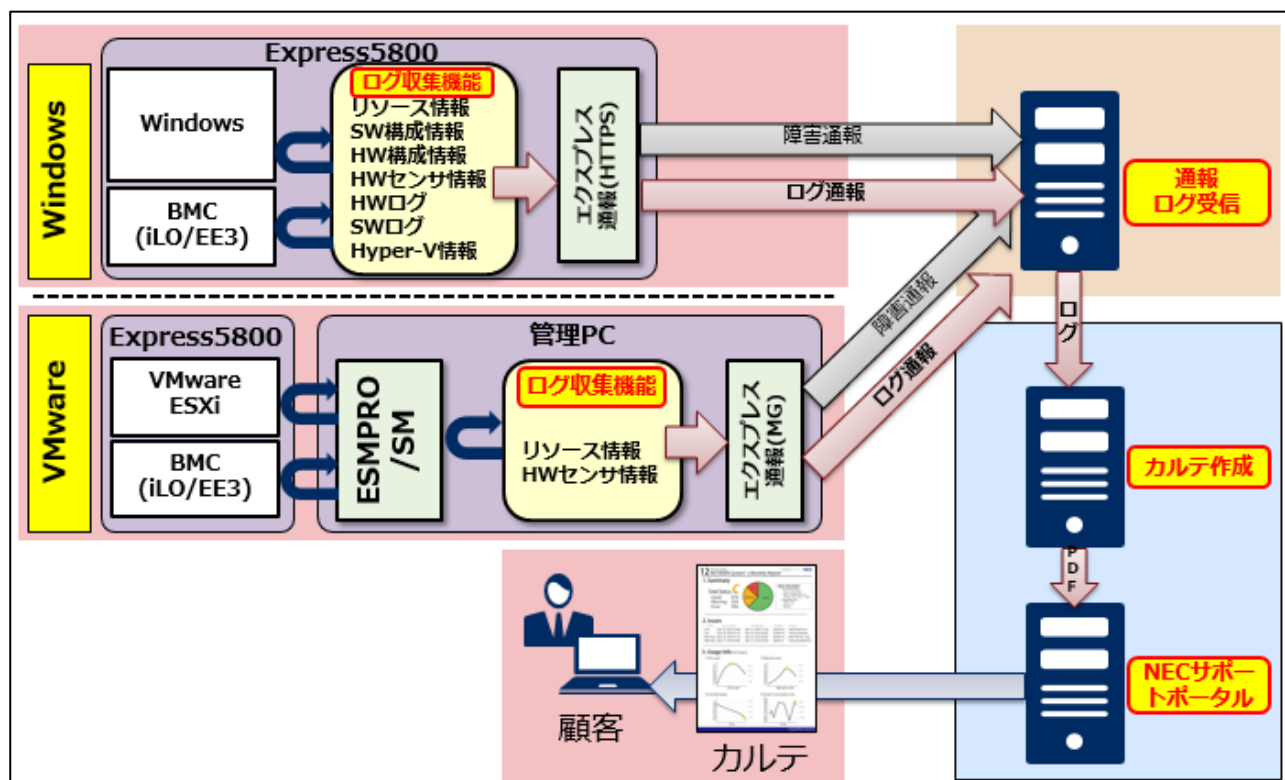 Windows
Express5800
Windows
BMC
(iLO/EE3)
ログ収集機能
リソース情報
SW構成情報
HW構成情報
HWセンサ情報
HWログ
SWログ
Hyper-V情報
エクスプレス
通報(HTTPS)
障害通報
ログ通報
通報
ログ受信
VMware
Express5800
VMware
ESXi
BMC
(iLO/EE3)
管理PC
ESMPRO
/SM
ログ収集機能
リソース情報
HWセンサ情報
エクスプレス
通報(MG)
障害通報
ログ通報
ログ
カルテ作成
PDF
NECサポー
トポータル
顧客
カルテ
12
1. Summary
2. Issues